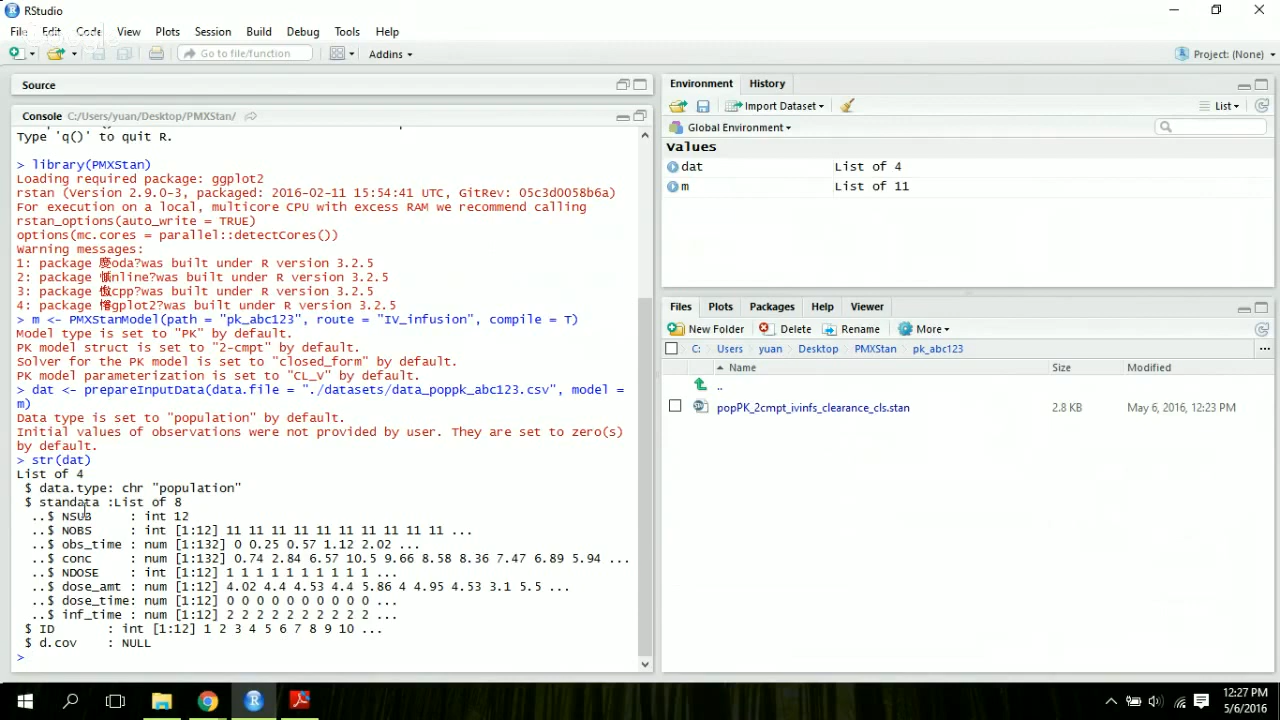 RStudio
File Edit Code View Plots Session Build Debug Tools Help
Go to file/function
Addins
Project: (None)
Source
Console C:/Users/yuan/Desktop/PMXStan/
Type 'q()' to quit R.
> library(PMXStan)
Loading required package: ggplot2
rstan (Version 2.9.0-3, packaged: 2016-02-11 15:54:41 UTC, GitRev: 05c3d0058b6a)
For execution on a local, multicore CPU with excess RAM we recommend calling
rstan_options(auto_write = TRUE)
options(mc.cores = parallel::detectCores())
Warning messages:
1: package 慶oda?was built under R version 3.2.5
2: package nline?was built under R version 3.2.5
3: package cpp?was built under R version 3.2.5
4: package gplot2?was built under R version 3.2.5
> m <- PMXStanModel(path = "pk_abc123", route = "IV_infusion", compile = T)
Model type is set to "PK" by default.
PK model struct is set to "2-cmpt" by default.
Solver for the PK model is set to "closed_form" by default.
PK model parameterization is set to "CL_V" by default.
> dat <- prepareInputData(data.file = "./datasets/data_poppk_abc123.csv", model =
m)
Data type is set to "population" by default.
Initial values of observations were not provided by user. They are set to zero(s)
by default.
> str(dat)
List of 4
$ data.type: chr "population"
$ standata :List of 8
..$ NSUB : int 12
..$ NOBS : int [1:12] 11 11 11 11 11 11 11 11 11 11 ...
..$ obs_time : num [1:132] 0 0.25 0.57 1.12 2.02 ...
..$ conc : num [1:132] 0.74 2.84 6.57 10.5 9.66 8.58 8.36 7.47 6.89 5.94 ...
..$ NDOSE : int [1:12] 1 1 1 1 1 1 1 1 1 1 ...
..$ dose_amt : num [1:12] 4.02 4.4 4.53 4.4 5.86 4 4.95 4.53 3.1 5.5 ...
..$ dose_time: num [1:12] 0 0 0 0 0 0 0 0 0 0 ...
..$ inf_time : num [1:12] 2 2 2 2 2 2 2 2 2 2 ...
$ ID : int [1:12] 1 2 3 4 5 6 7 8 9 10 ...
$ d.cov : NULL
>
Environment History
Import Dataset
List
Global Environment
Values
dat List of 4
m List of 11
Files Plots Packages Help Viewer
New Folder Delete Rename More
C: Users yuan Desktop PMXStan pk_abc123
Name Size Modified
..
popPK_2cmpt_ivinfs_clearance_cls.stan 2.8 KB May 6, 2016, 12:23 PM
12:27 PM
5/6/2016